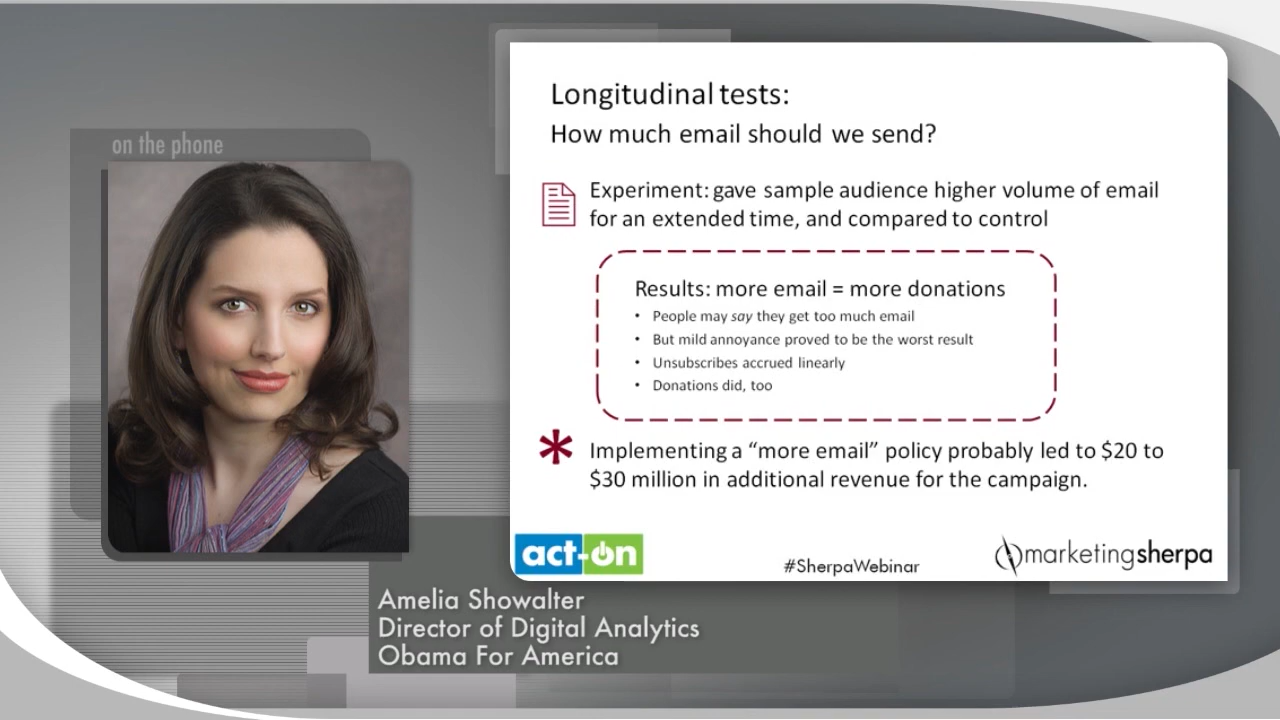 on the phone
Longitudinal tests:
How much email should we send?
Experiment: gave sample audience higher volume of email
for an extended time, and compared to control
Results: more email = more donations
• People may say they get too much email
• But mild annoyance proved to be the worst result
• Unsubscribes accrued linearly
• Donations did, too
Implementing a “more email” policy probably led to $20 to
$30 million in additional revenue for the campaign.
act-on
#SherpaWebinar
marketingsherpa
Amelia Showalter
Director of Digital Analytics
Obama For America